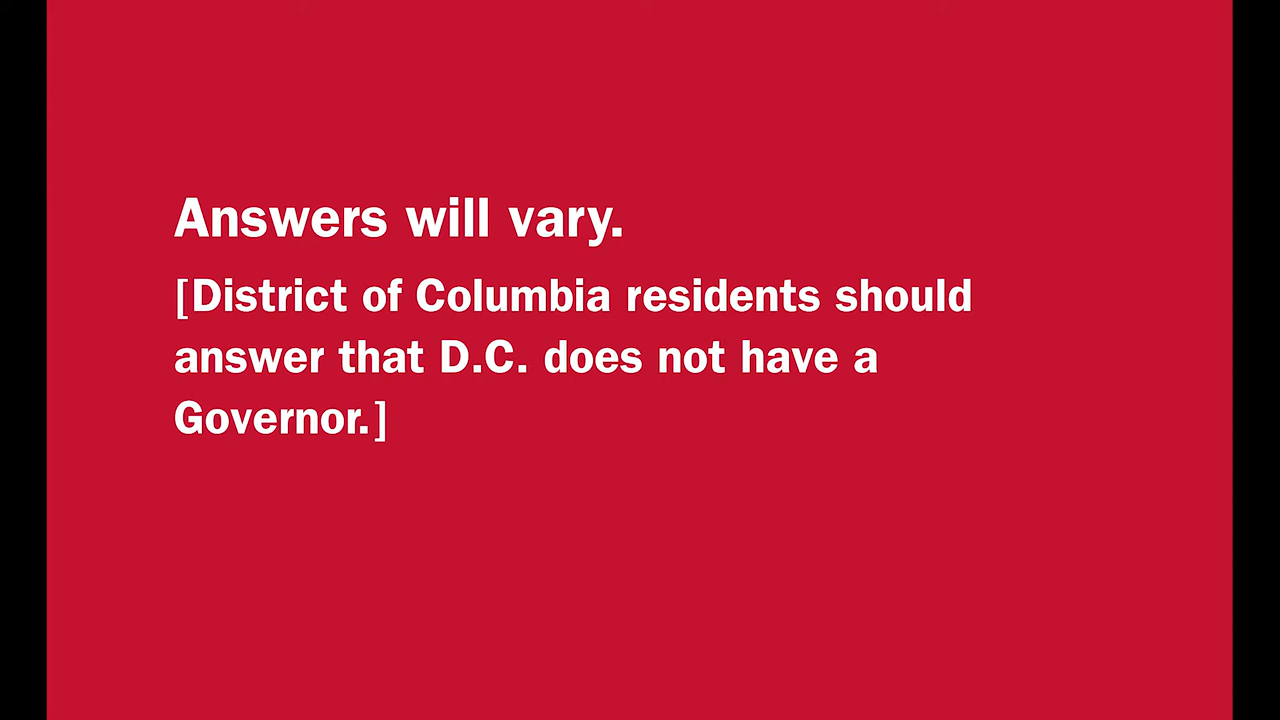 Answers will vary.
[District of Columbia residents should
answer that D.C. does not have a
Governor.]